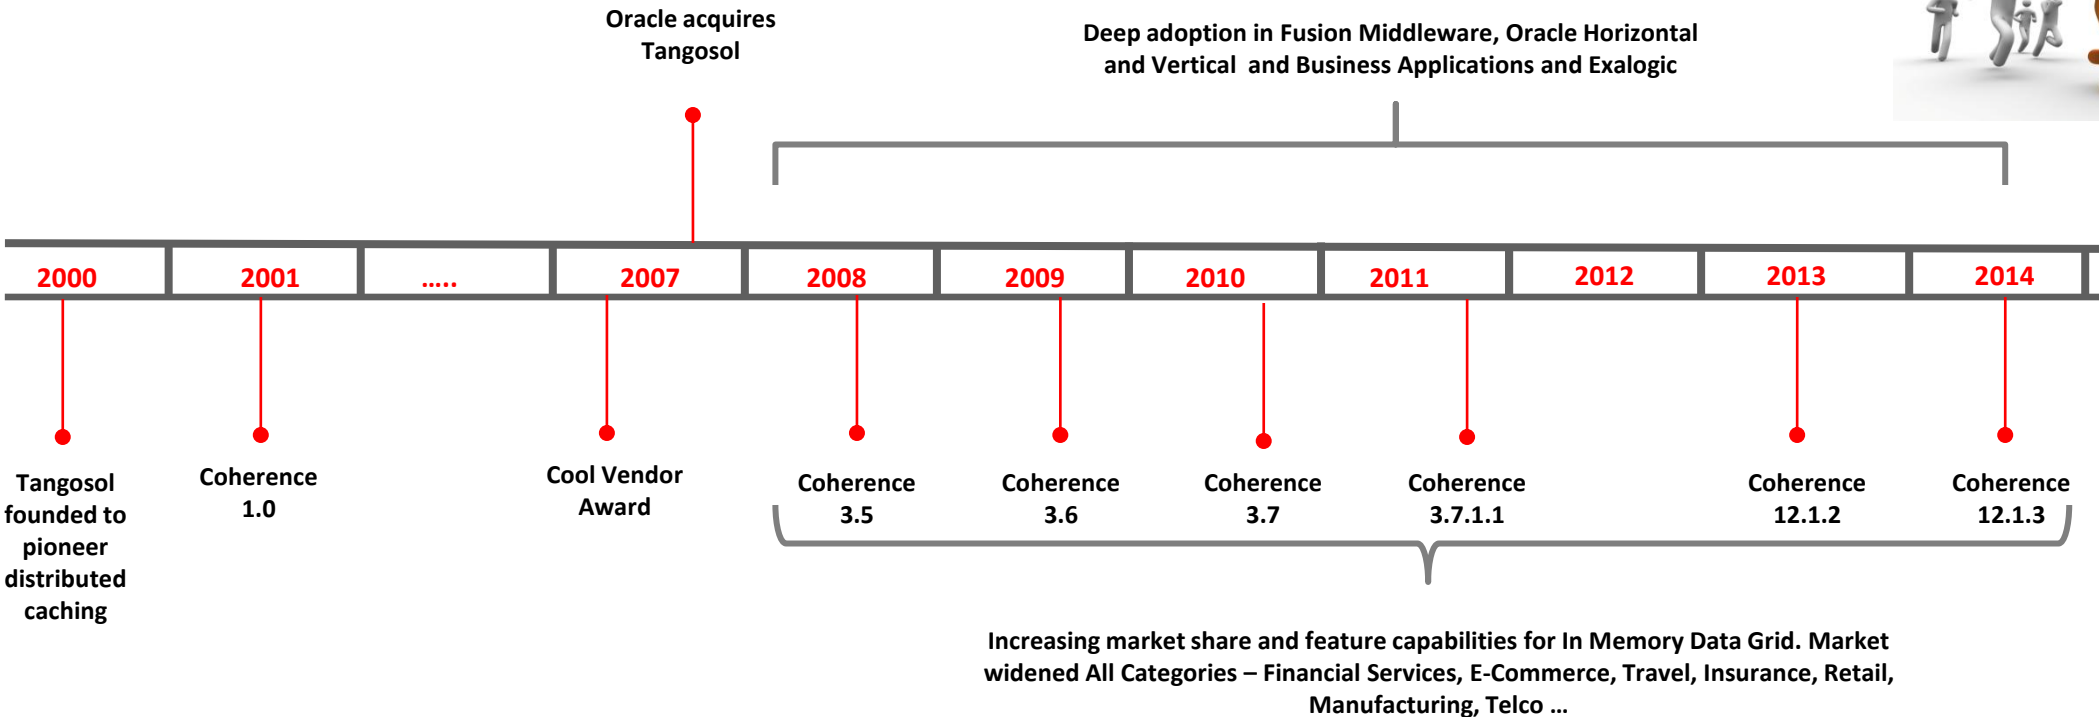 Oracle acquires
Tangosol
Deep adoption in Fusion Middleware, Oracle Horizontal
and Vertical and Business Applications and Exalogic
2000
2001
.....
2007
2008
2009
2010
2011
2012
2013
2014
Tangosol
founded to
pioneer
distributed
caching
Coherence
1.0
Cool Vendor
Award
Coherence
3.5
Coherence
3.6
Coherence
3.7
Coherence
3.7.1.1
Coherence
12.1.2
Coherence
12.1.3
Increasing market share and feature capabilities for In Memory Data Grid. Market
widened All Categories – Financial Services, E-Commerce, Travel, Insurance, Retail,
Manufacturing, Telco ...